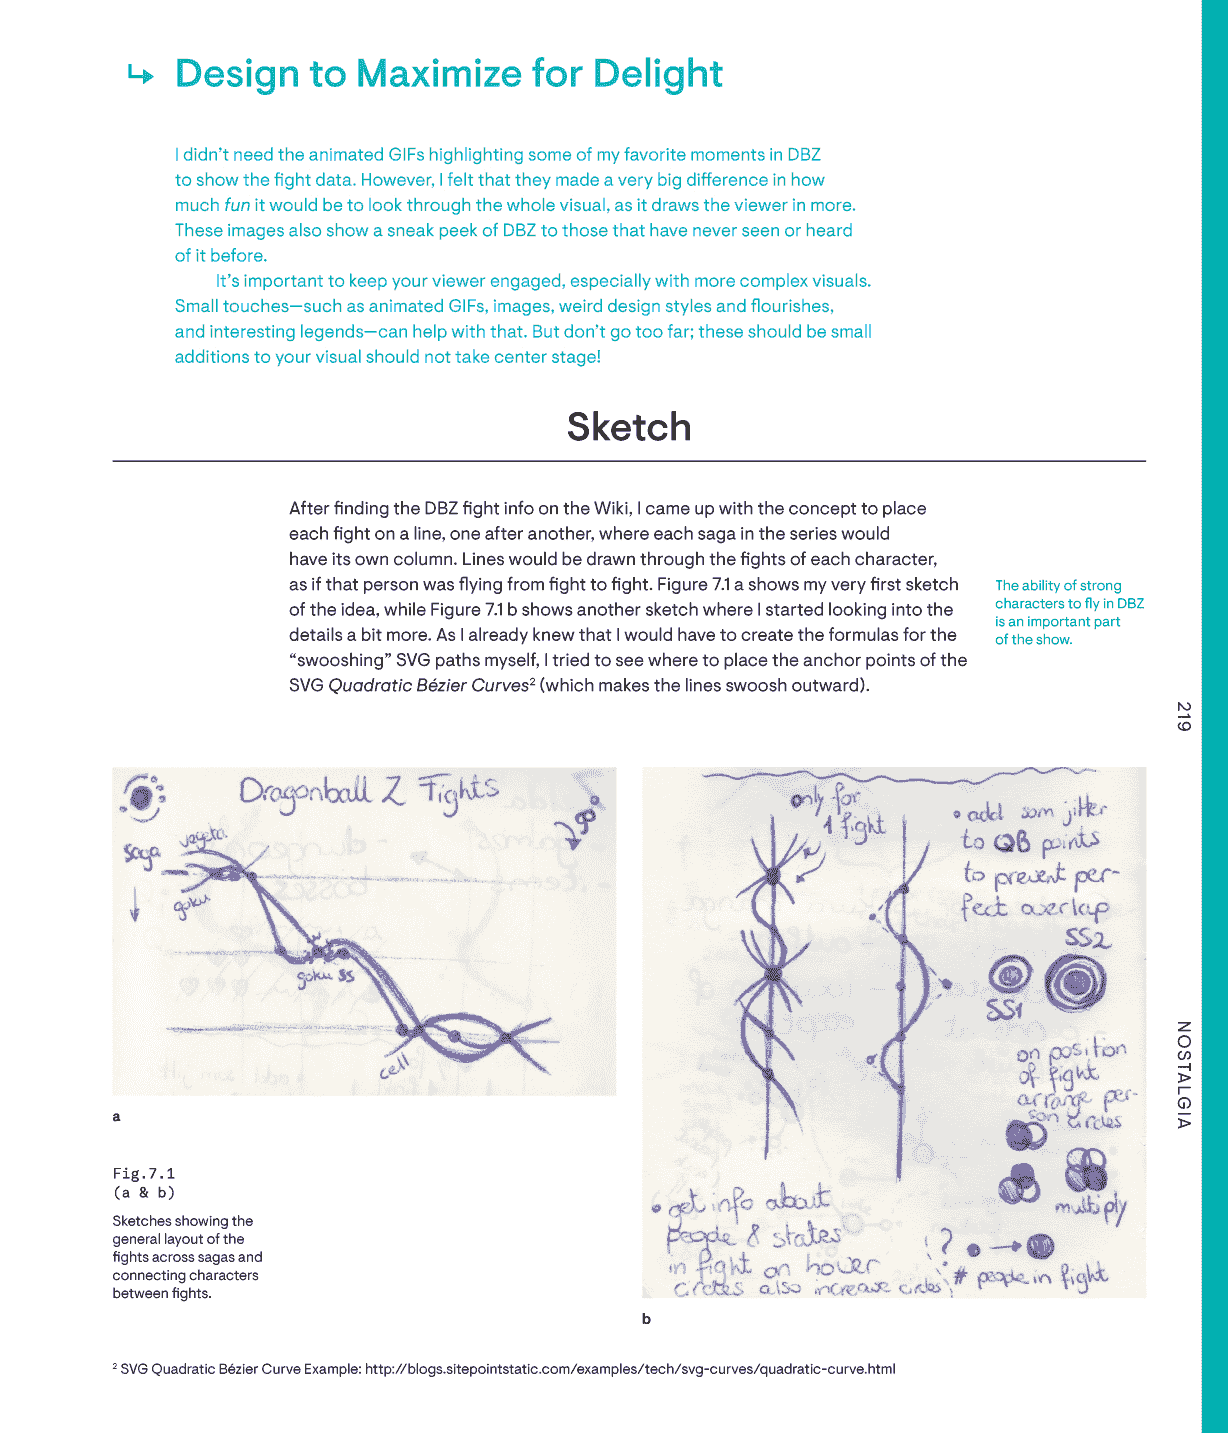 ↳ Design to Maximize for Delight
I didn't need the animated GIFs highlighting some of my favorite moments in DBZ
to show the fight data. However, I felt that they made a very big difference in how
much fun it would be to look through the whole visual, as it draws the viewer in more.
These images also show a sneak peek of DBZ to those that have never seen or heard
of it before.
It's important to keep your viewer engaged, especially with more complex visuals.
Small touches—such as animated GIFs, images, weird design styles and flourishes,
and interesting legends—can help with that. But don't go too far; these should be small
additions to your visual should not take center stage!
Sketch
After finding the DBZ fight info on the Wiki, I came up with the concept to place
each fight on a line, one after another, where each saga in the series would
have its own column. Lines would be drawn through the fights of each character,
as if that person was flying from fight to fight. Figure 7.1 a shows my very first sketch
of the idea, while Figure 7.1 b shows another sketch where I started looking into the
details a bit more. As I already knew that I would have to create the formulas for the
“swooshing” SVG paths myself, I tried to see where to place the anchor points of the
SVG Quadratic Bézier Curves² (which makes the lines swoosh outward).
The ability of strong
characters to fly in DBZ
is an important part
of the show.
219
NOSTALGIA
Dragonball Z Fights
90°
saga
vegeta
goku
goku SS
cell
a
only for
1 fight
• add som jitter
to QB points
to prevent per-
fect overlap
SS2
SS1
on position
of fight
arrange per-
son circles
multiply
• get info about
people & states
in fight on hover
circles also increase circles
?
# people in fight
b
Fig.7.1
(a & b)
Sketches showing the
general layout of the
fights across sagas and
connecting characters
between fights.
² SVG Quadratic Bézier Curve Example: http://blogs.sitepointstatic.com/examples/tech/svg-curves/quadratic-curve.html